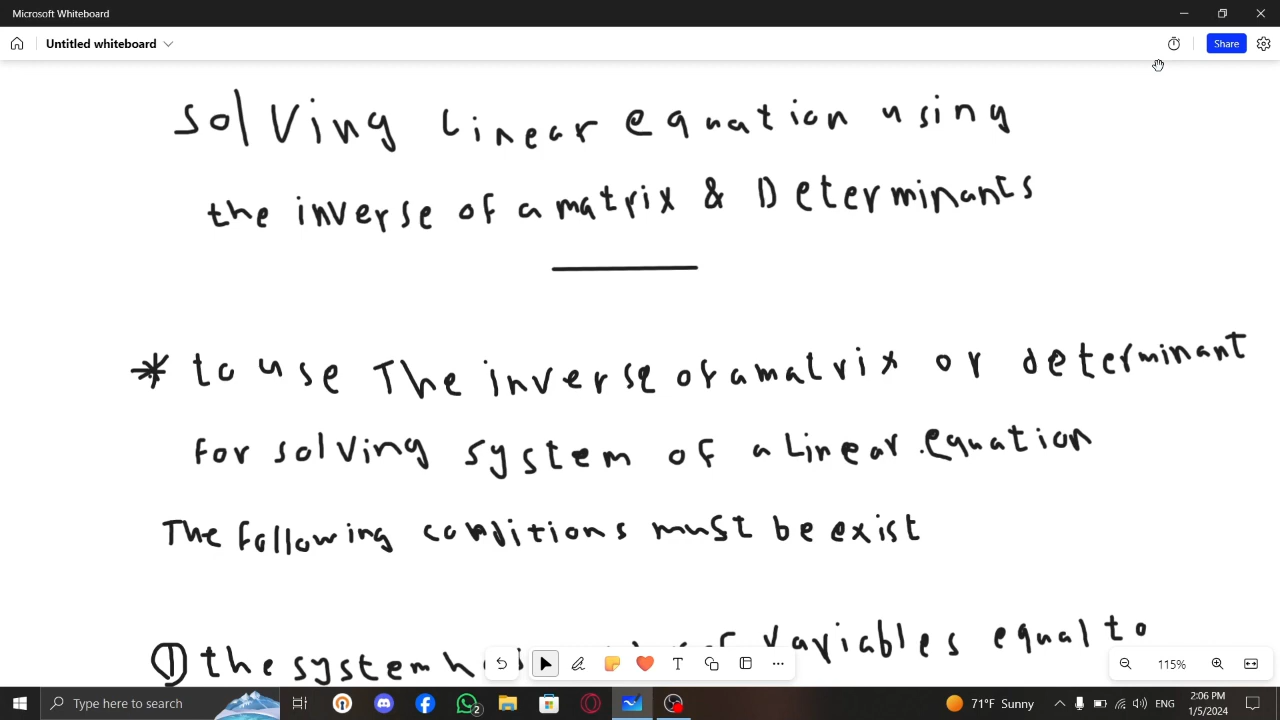 Microsoft Whiteboard
Untitled whiteboard
Share
Solving Linear equation using
the inverse of a matrix & Determinants
* to use The inverse of a matrix or determinant
for solving system of a Linear equation
The following conditions must be exist
① the system h of variables equal to
115%
Type here to search
2
71°F Sunny
ENG
2:06 PM
1/5/2024